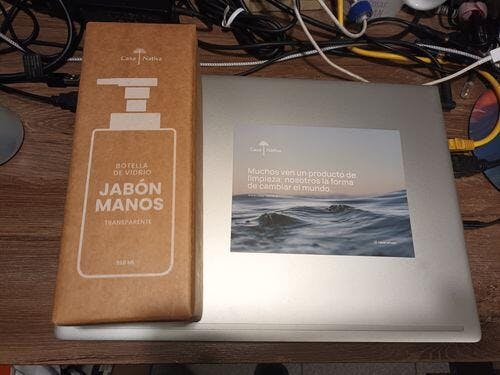 Casa Nativa
BOTELLA
DE VIDRIO
JABÓN
MANOS
TRANSPARENTE
Casa Nativa
Muchos ven un producto de
limpieza, nosotros la forma
de cambiar el mundo.